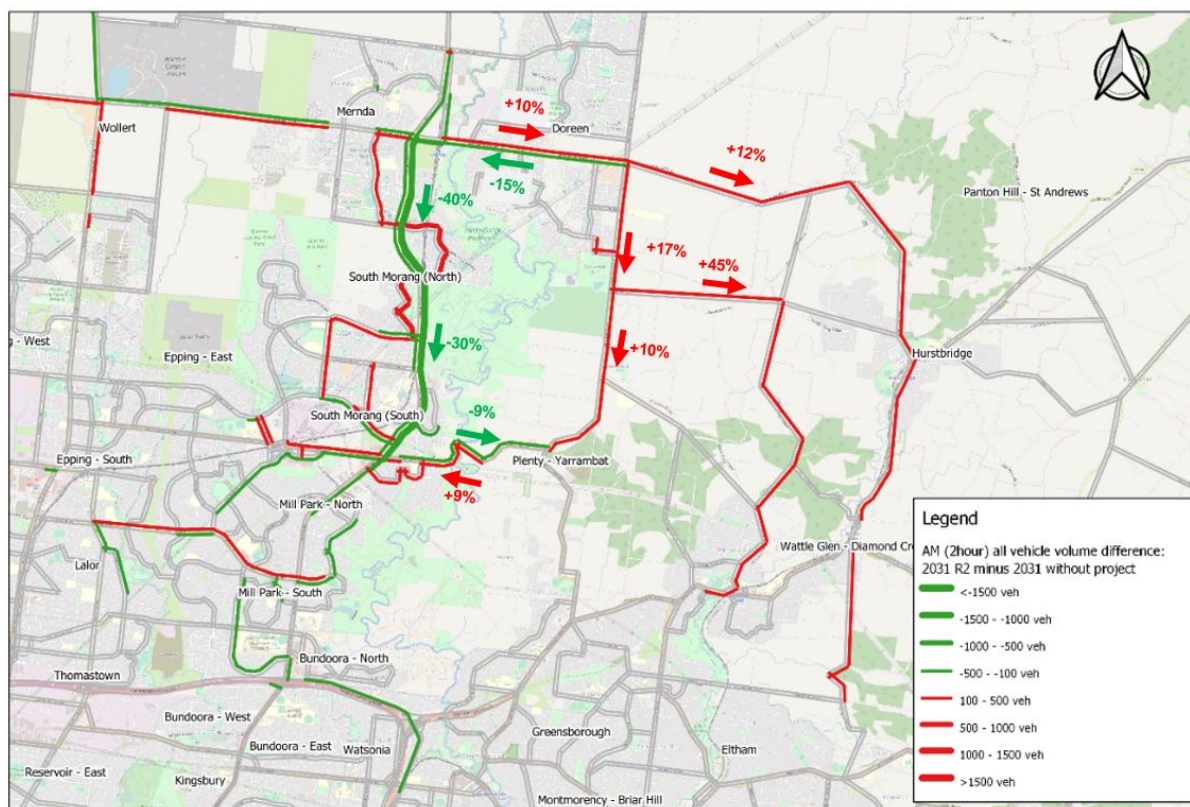 Mernda
Wollert
+10%
Doreen
-15%
+12%
-40%
Panton Hill - St Andrews
+17%
South Morang (North)
+45%
Epping - East
-30%
+10%
Hurstbridge
South Morang (South)
-9%
Epping - South
Plenty - Yarrambat
+9%
Mill Park - North
Lalor
Wattle Glen - Diamond Cre
Mill Park - South
Bundoora - North
Thomastown
Bundoora - West
Greensborough
Bundoora - East
Watsonia
Eltham
Reservoir - East
Kingsbury
Montmorency - Briar Hill
Legend
AM (2hour) all vehicle volume difference:
2031 R2 minus 2031 without project
<-1500 veh
-1500 - -1000 veh
-1000 - -500 veh
-500 - -100 veh
100 - 500 veh
500 - 1000 veh
1000 - 1500 veh
>1500 veh